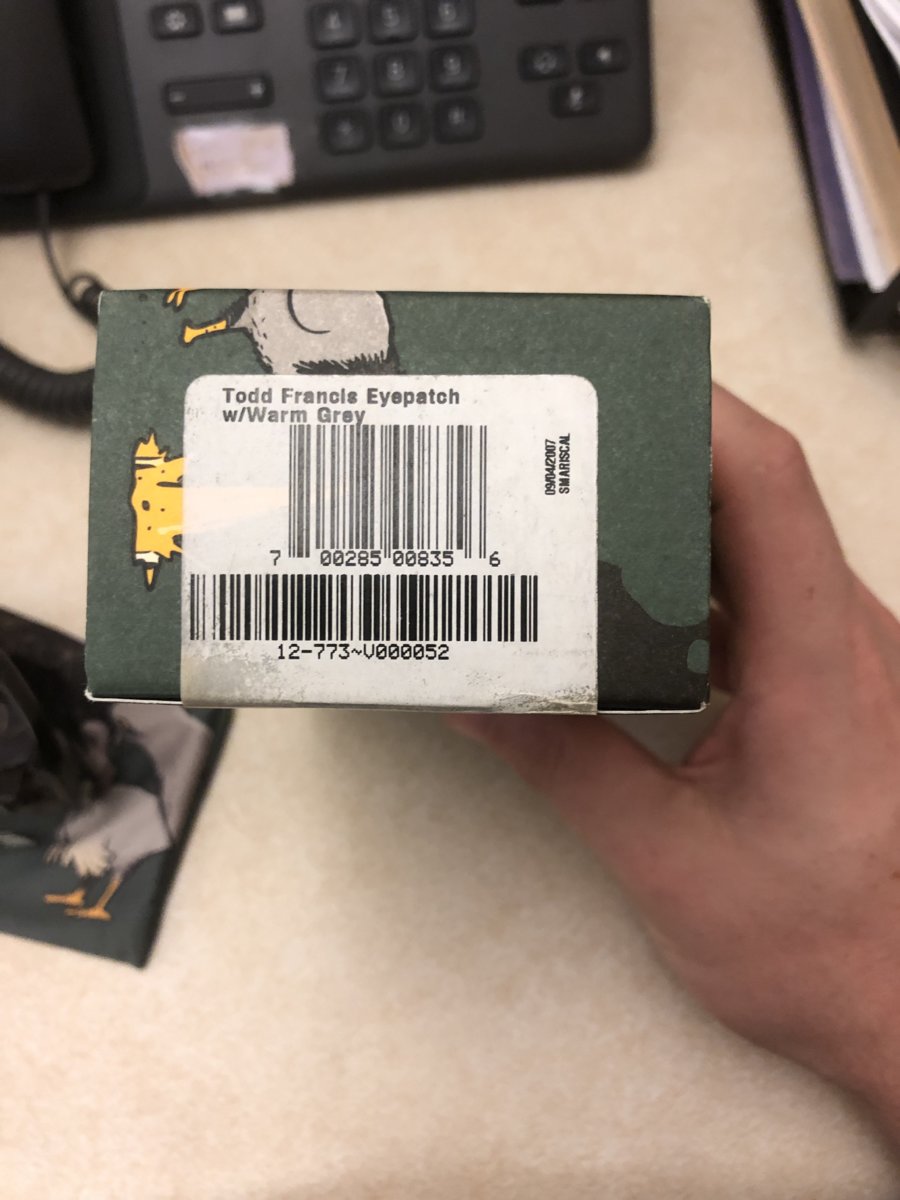 Todd Francis Eyepatch
w/Warm Grey
09/04/2007
SMARISCAL
7 00285 00835 6
12-773~V000052